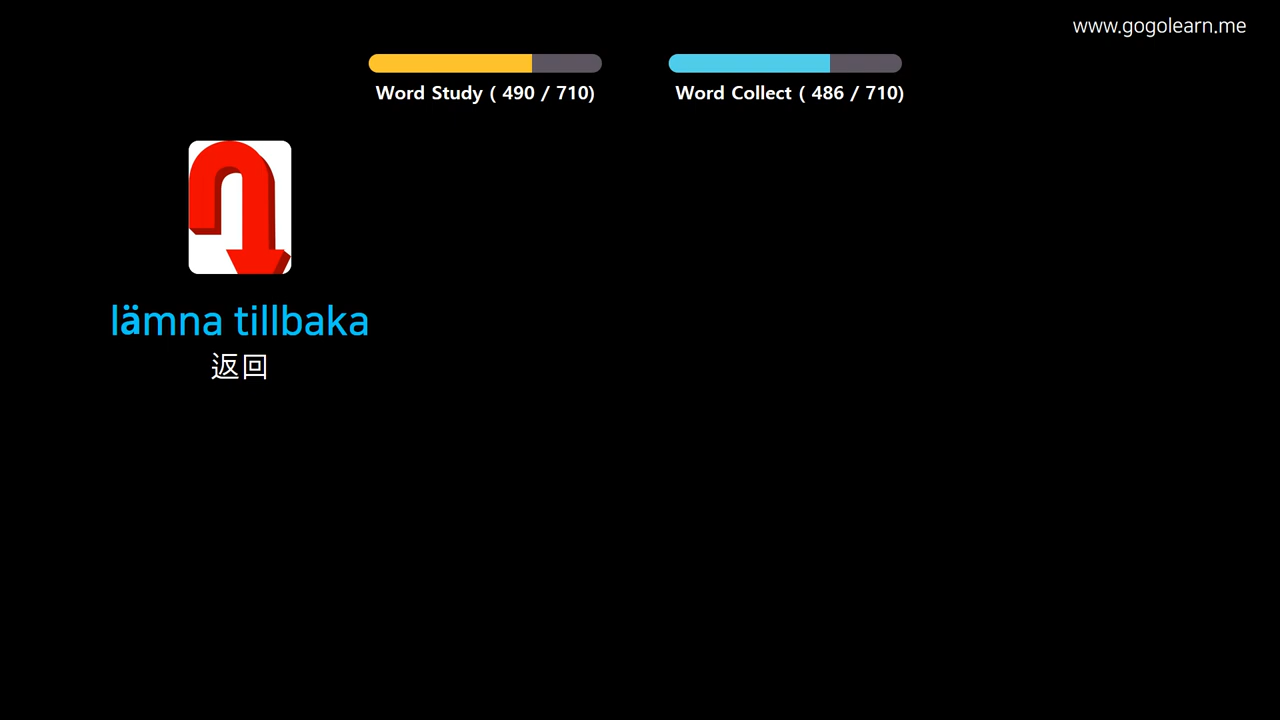 www.gogolearn.me
Word Study ( 490 / 710)
Word Collect ( 486 / 710)
lämna tillbaka
返回